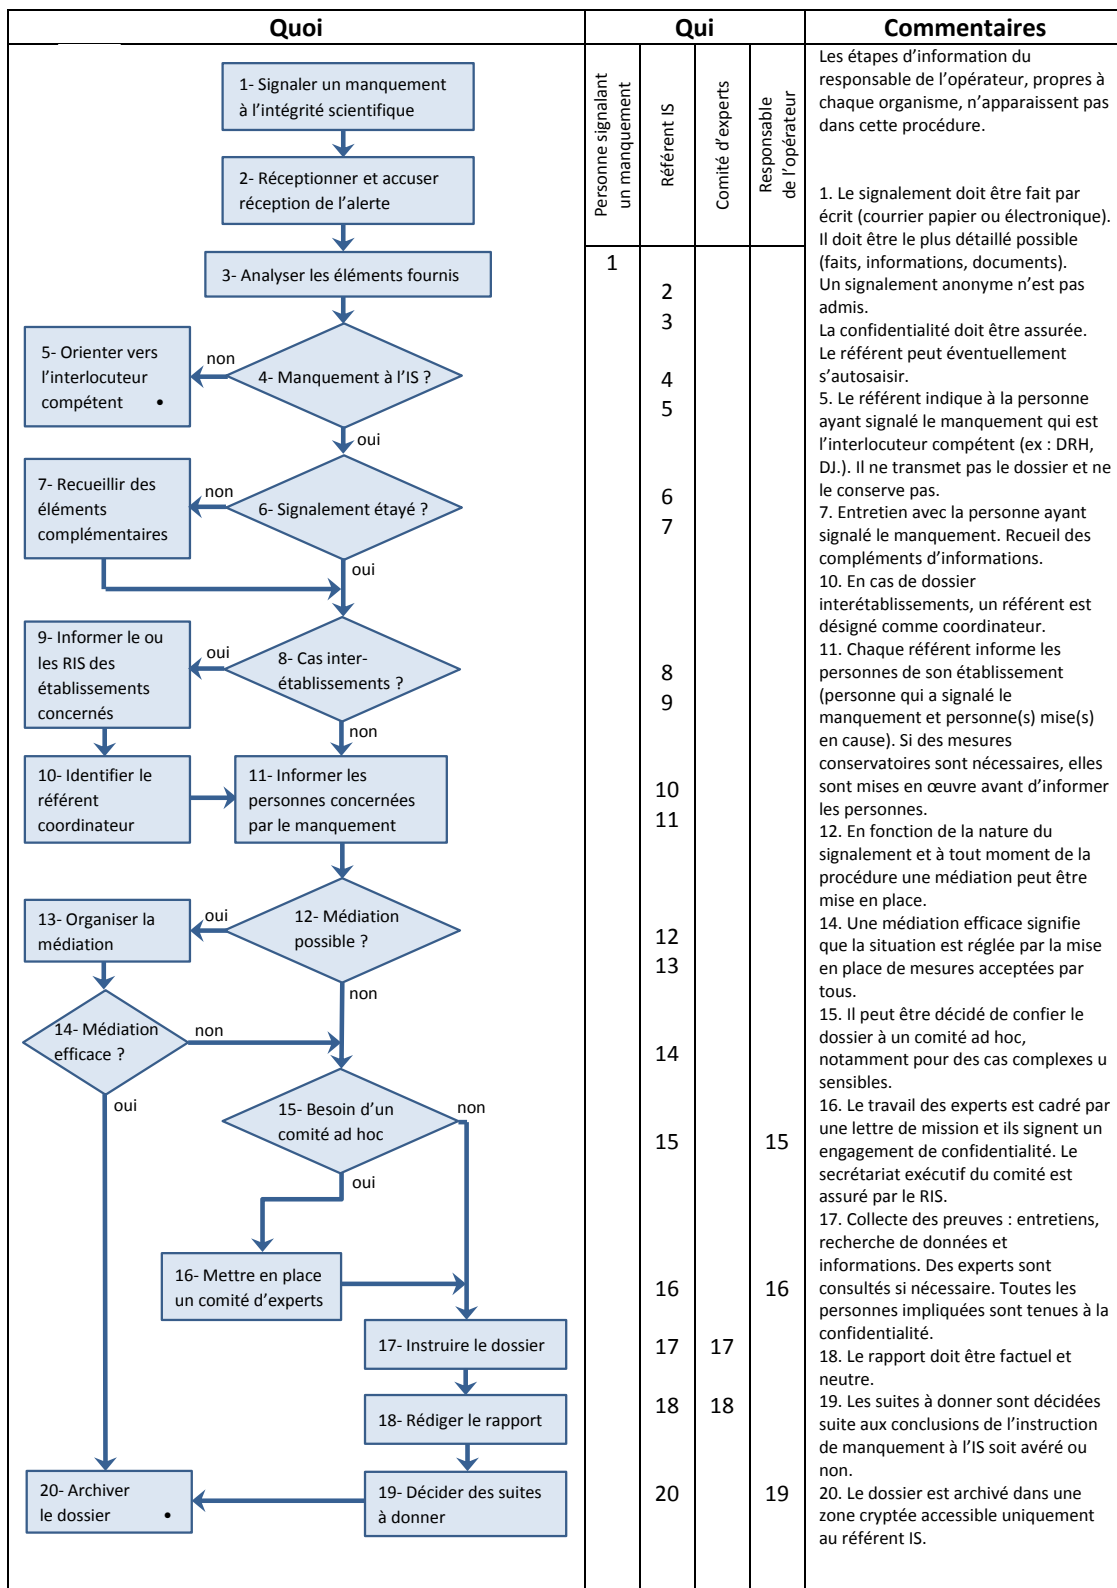 Quoi
Qui
Commentaires
1- Signaler un manquement
à l’intégrité scientifique
2- Réceptionner et accuser
réception de l’alerte
3- Analyser les éléments fournis
4- Manquement à l’IS ?
non
5- Orienter vers
l’interlocuteur
compétent •
oui
6- Signalement étayé ?
non
7- Recueillir des
éléments
complémentaires
oui
8- Cas inter-
établissements ?
oui
9- Informer le ou
les RIS des
établissements
concernés
non
10- Identifier le
référent
coordinateur
11- Informer les
personnes concernées
par le manquement
12- Médiation
possible ?
oui
13- Organiser la
médiation
non
14- Médiation
efficace ?
non
oui
15- Besoin d’un
comité ad hoc
non
oui
16- Mettre en place
un comité d’experts
17- Instruire le dossier
18- Rédiger le rapport
19- Décider des suites
à donner
20- Archiver
le dossier •
Personne signalant
un manquement
Référent IS
Comité d’experts
Responsable
de l’opérateur
1
2
3
4
5
6
7
8
9
10
11
12
13
14
15 15
16 16
17 17
18 18
20 19
Les étapes d’information du
responsable de l’opérateur, propres à
chaque organisme, n’apparaissent pas
dans cette procédure.
1. Le signalement doit être fait par
écrit (courrier papier ou électronique).
Il doit être le plus détaillé possible
(faits, informations, documents).
Un signalement anonyme n’est pas
admis.
La confidentialité doit être assurée.
Le référent peut éventuellement
s’autosaisir.
5. Le référent indique à la personne
ayant signalé le manquement qui est
l’interlocuteur compétent (ex : DRH,
DJ.). Il ne transmet pas le dossier et ne
le conserve pas.
7. Entretien avec la personne ayant
signalé le manquement. Recueil des
compléments d’informations.
10. En cas de dossier
interétablissements, un référent est
désigné comme coordinateur.
11. Chaque référent informe les
personnes de son établissement
(personne qui a signalé le
manquement et personne(s) mise(s)
en cause). Si des mesures
conservatoires sont nécessaires, elles
sont mises en œuvre avant d’informer
les personnes.
12. En fonction de la nature du
signalement et à tout moment de la
procédure une médiation peut être
mise en place.
14. Une médiation efficace signifie
que la situation est réglée par la mise
en place de mesures acceptées par
tous.
15. Il peut être décidé de confier le
dossier à un comité ad hoc,
notamment pour des cas complexes u
sensibles.
16. Le travail des experts est cadré par
une lettre de mission et ils signent un
engagement de confidentialité. Le
secrétariat exécutif du comité est
assuré par le RIS.
17. Collecte des preuves : entretiens,
recherche de données et
informations. Des experts sont
consultés si nécessaire. Toutes les
personnes impliquées sont tenues à la
confidentialité.
18. Le rapport doit être factuel et
neutre.
19. Les suites à donner sont décidées
suite aux conclusions de l’instruction
de manquement à l’IS soit avéré ou
non.
20. Le dossier est archivé dans une
zone cryptée accessible uniquement
au référent IS.